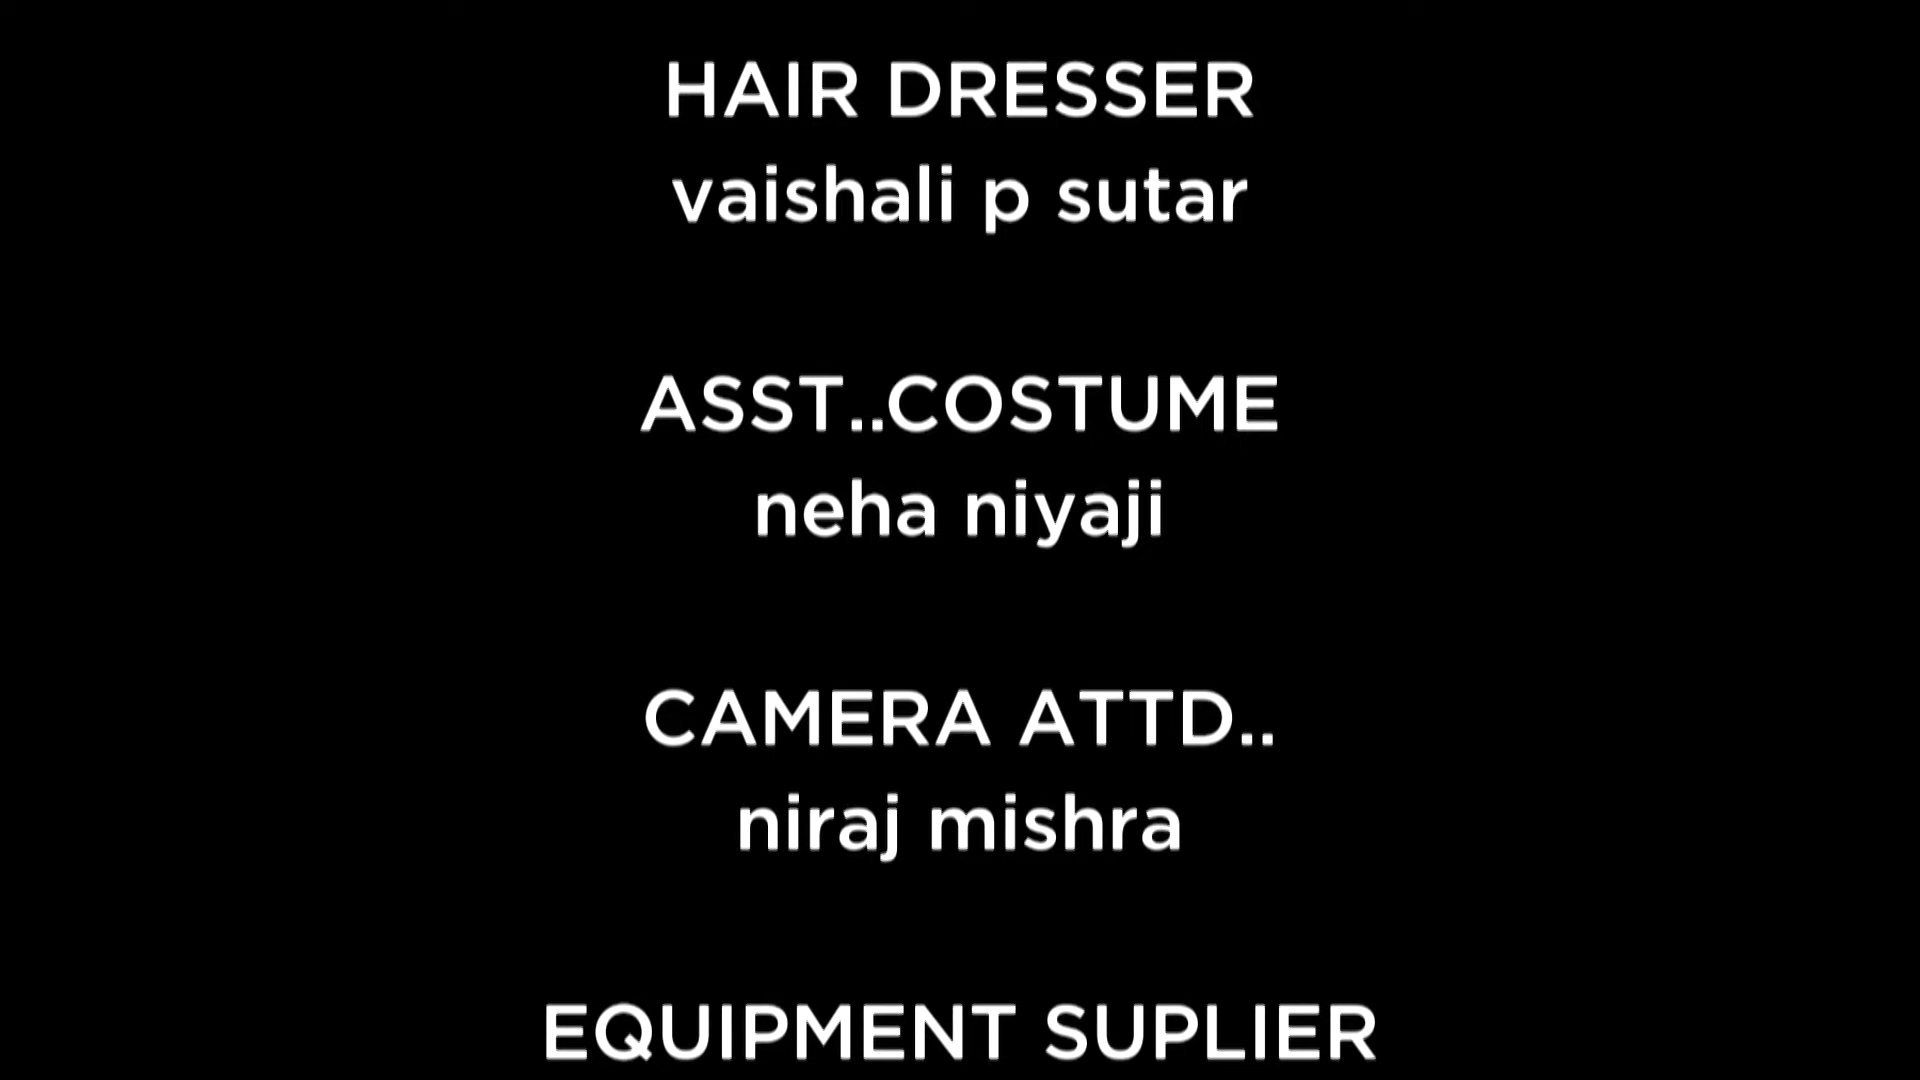 HAIR DRESSER
vaishali p sutar
ASST..COSTUME
neha niyaji
CAMERA ATTD..
niraj mishra
EQUIPMENT SUPLIER